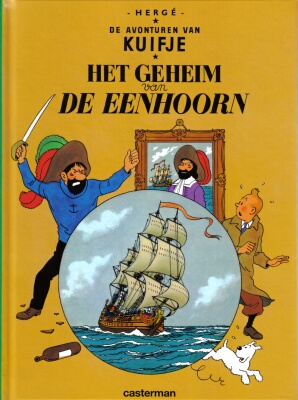 - HERGÉ -
DE AVONTUREN VAN
KUIFJE
HET GEHEIM
van
DE EENHOORN
casterman